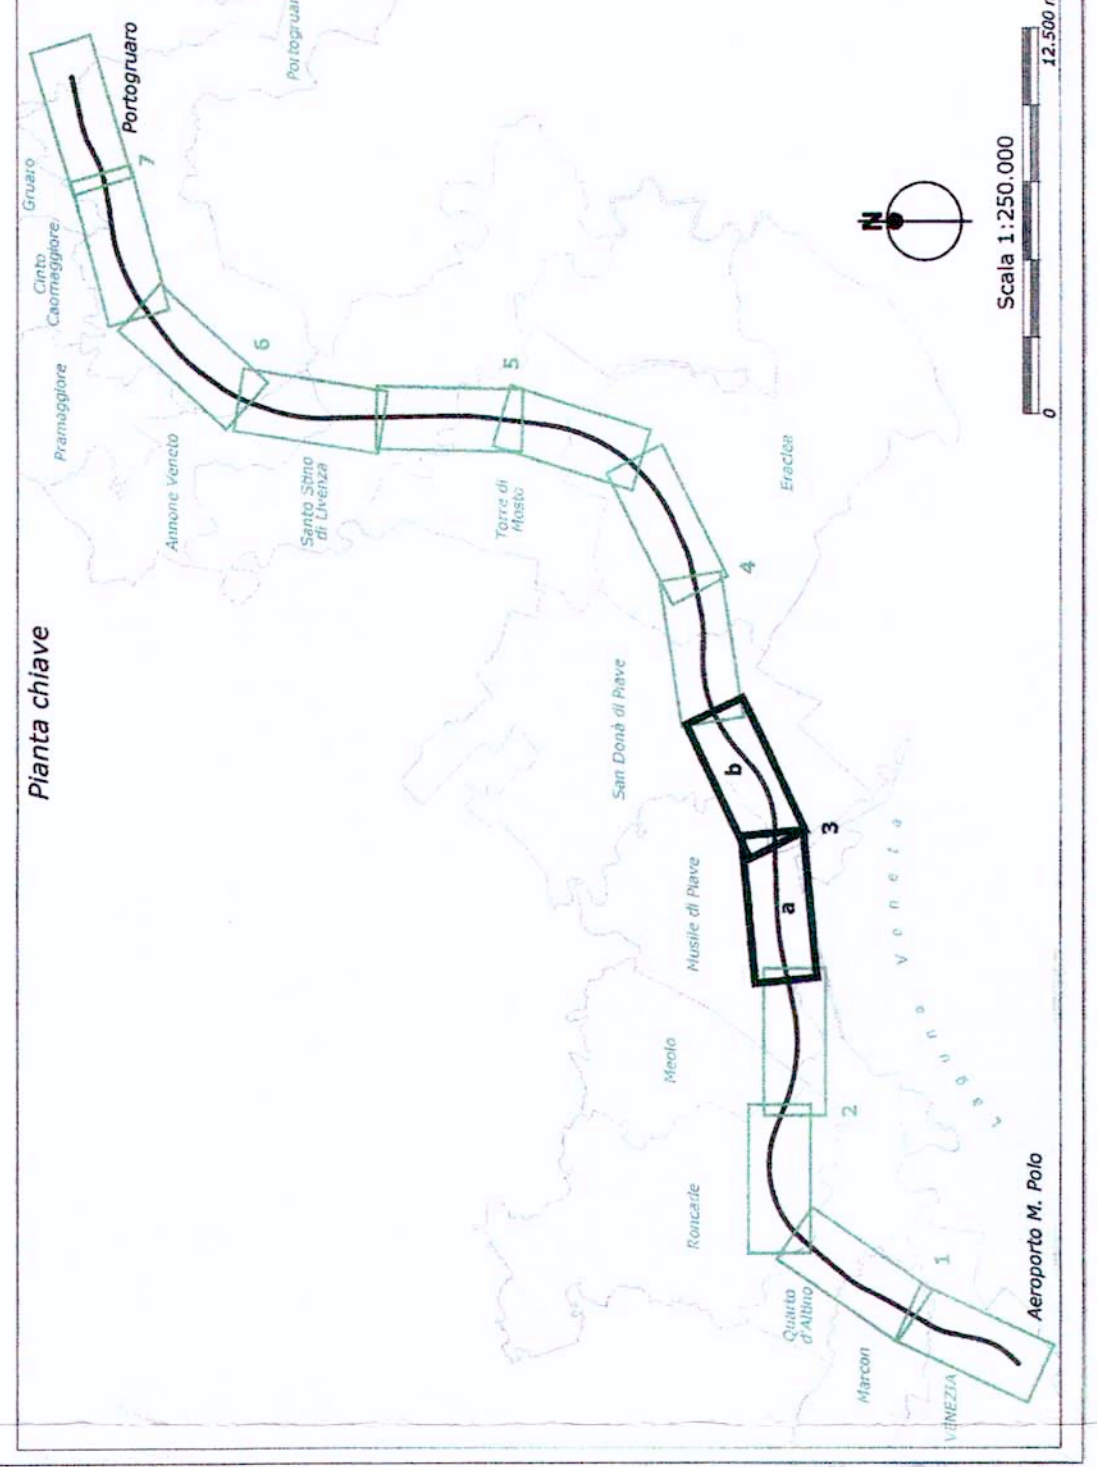 Pianta chiave
Gruaro
Portogruaro
Cinto
Caomaggiore
7
Pramaggiore
Annone Veneto
6
Santo Stino
di Livenza
5
Torre di
Mosto
Eraclea
4
San Donà di Piave
b
3
Musile di Piave
a
Meolo
2
Roncade
Quarto
d'Altino
1
Marcon
VENEZIA
Aeroporto M. Polo
Laguna Veneta
N
Scala 1:250.000
0
12.500